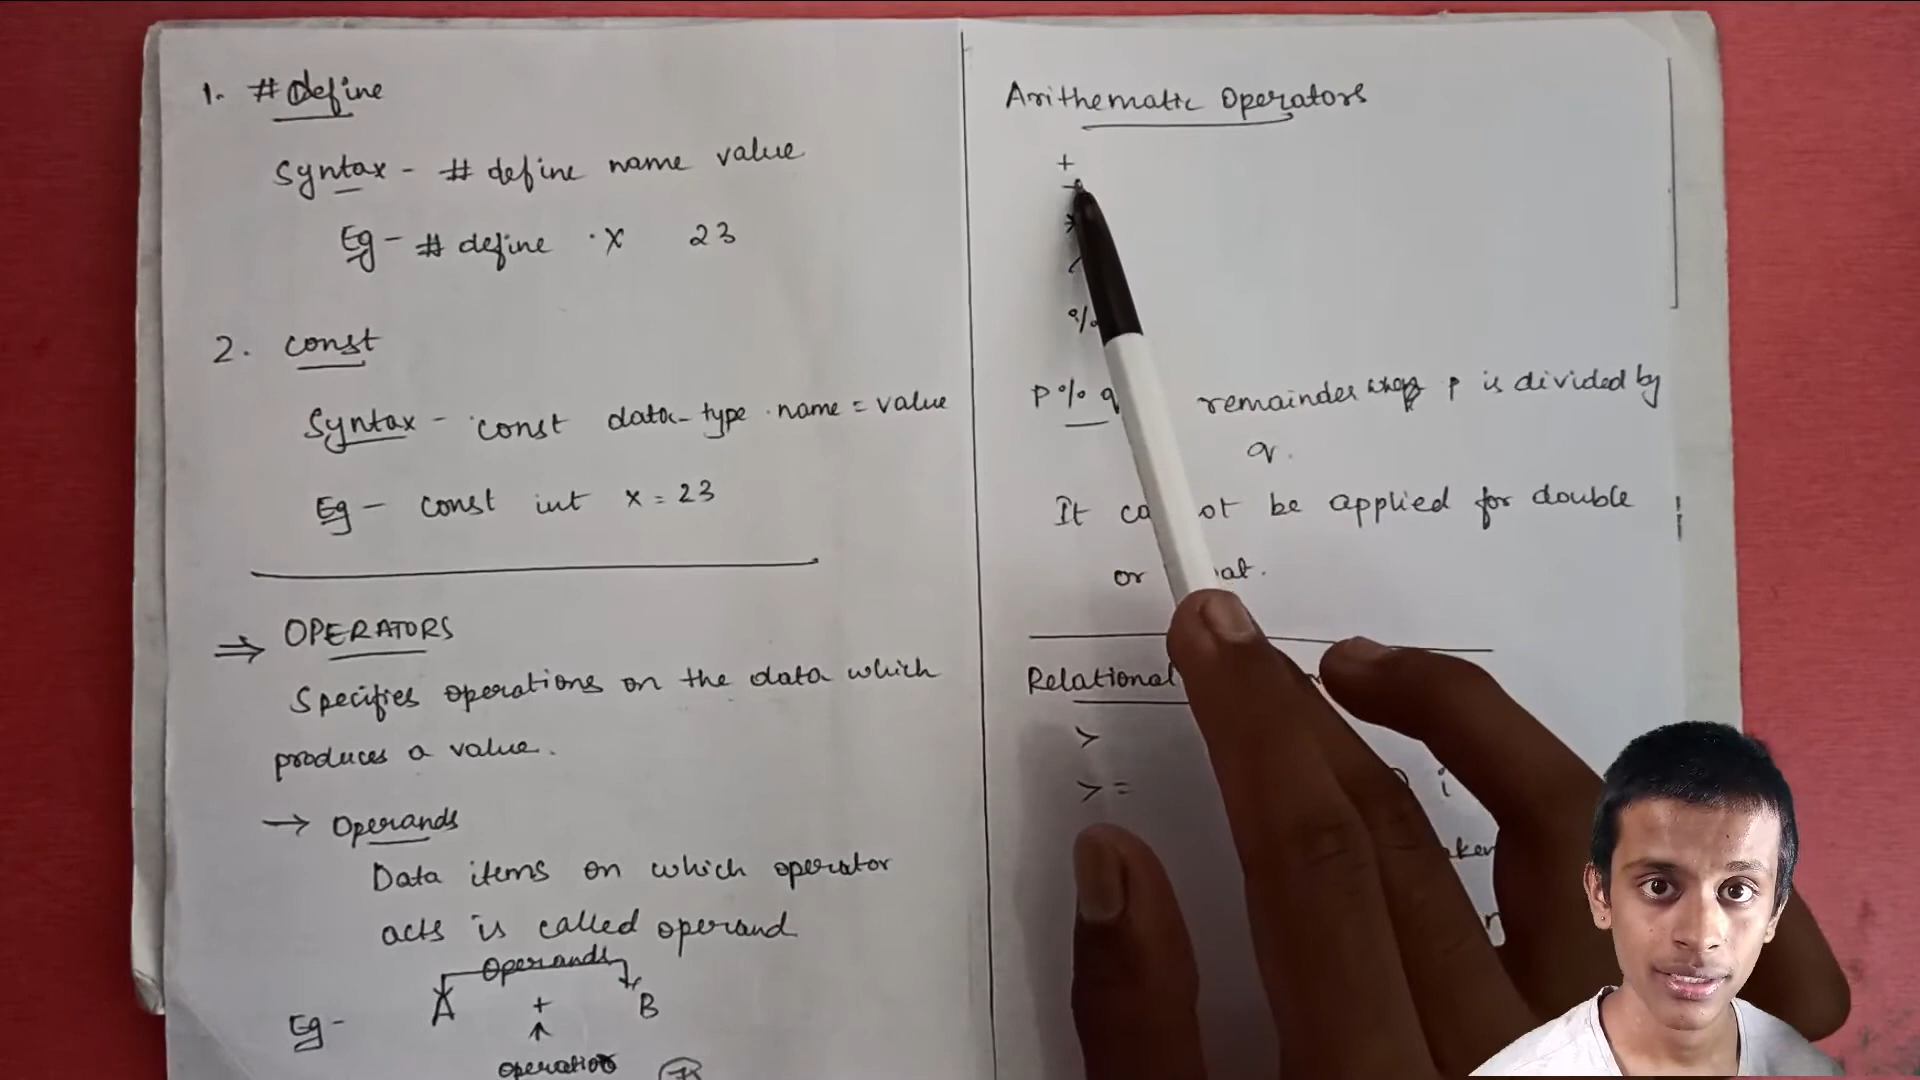 1. # Define
Syntax - # define name value
Eg - # define X 23
2. const
Syntax - const data-type name = value
Eg - const int x = 23
⇒ OPERATORS
Specifies operations on the data which
produces a value.
→ Operands
Data items on which operator
acts is called operand
Operands
Eg - A + B
↑
Arithematic Operators
+
-
*
/
%
P % q remainder p is divided by
q.
It be applied for double
or
Relational
>
> =